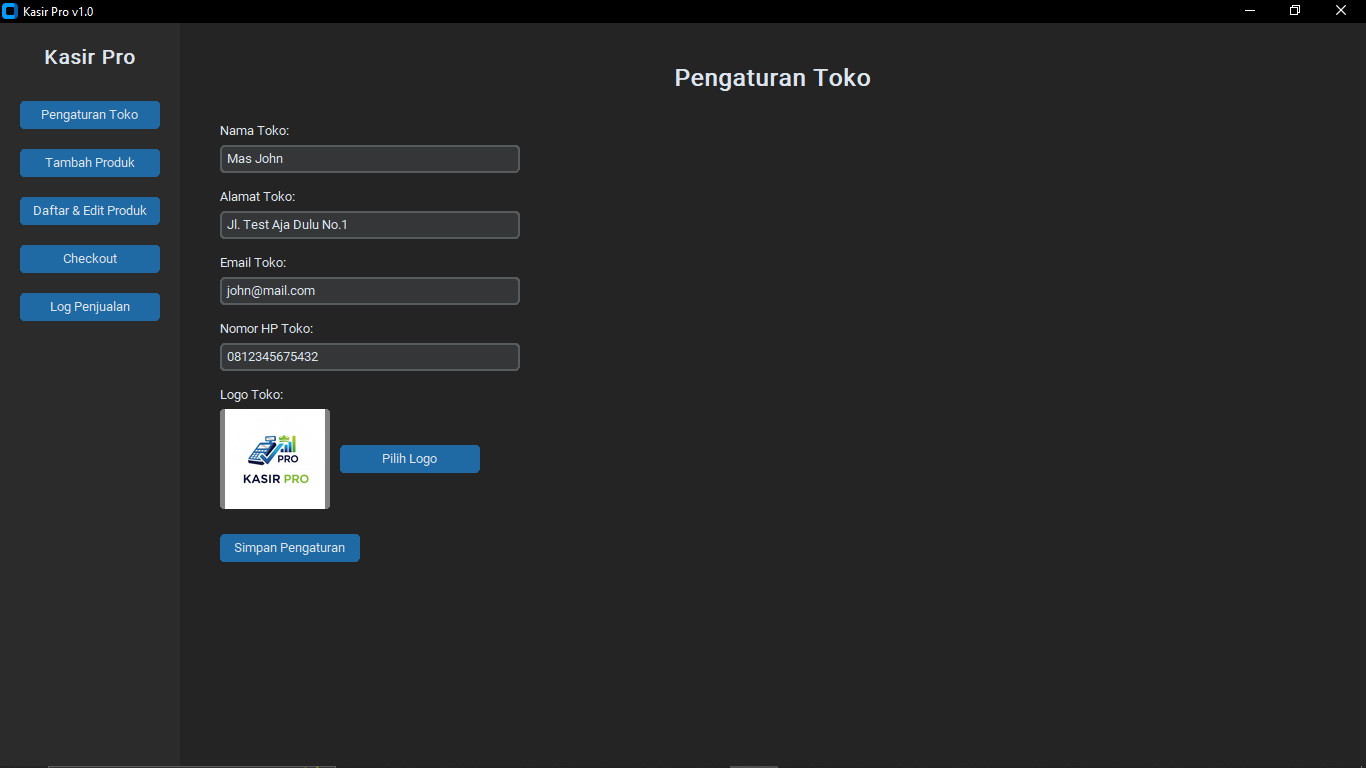 Kasir Pro v1.0
Kasir Pro
Pengaturan Toko
Tambah Produk
Daftar & Edit Produk
Checkout
Log Penjualan
Pengaturan Toko
Nama Toko:
Mas John
Alamat Toko:
Jl. Test Aja Dulu No.1
Email Toko:
john@mail.com
Nomor HP Toko:
0812345675432
Logo Toko:
PRO
KASIR PRO
Pilih Logo
Simpan Pengaturan